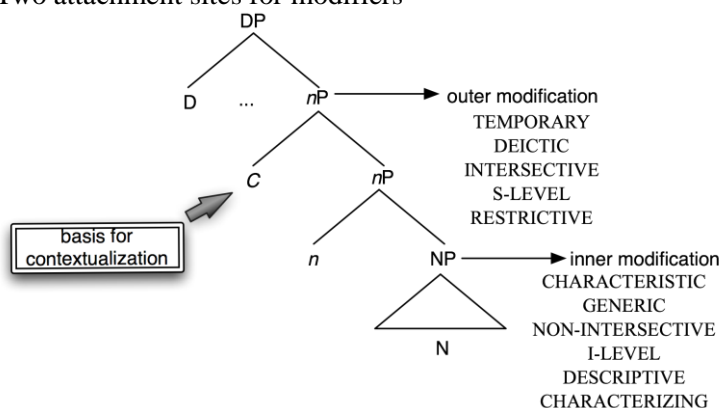 Two attachment sites for modifiers
DP
D ... nP outer modification
TEMPORARY
DEICTIC
INTERSECTIVE
S-LEVEL
RESTRICTIVE
C nP
basis for
contextualization
n NP inner modification
CHARACTERISTIC
GENERIC
NON-INTERSECTIVE
I-LEVEL
DESCRIPTIVE
CHARACTERIZING
N